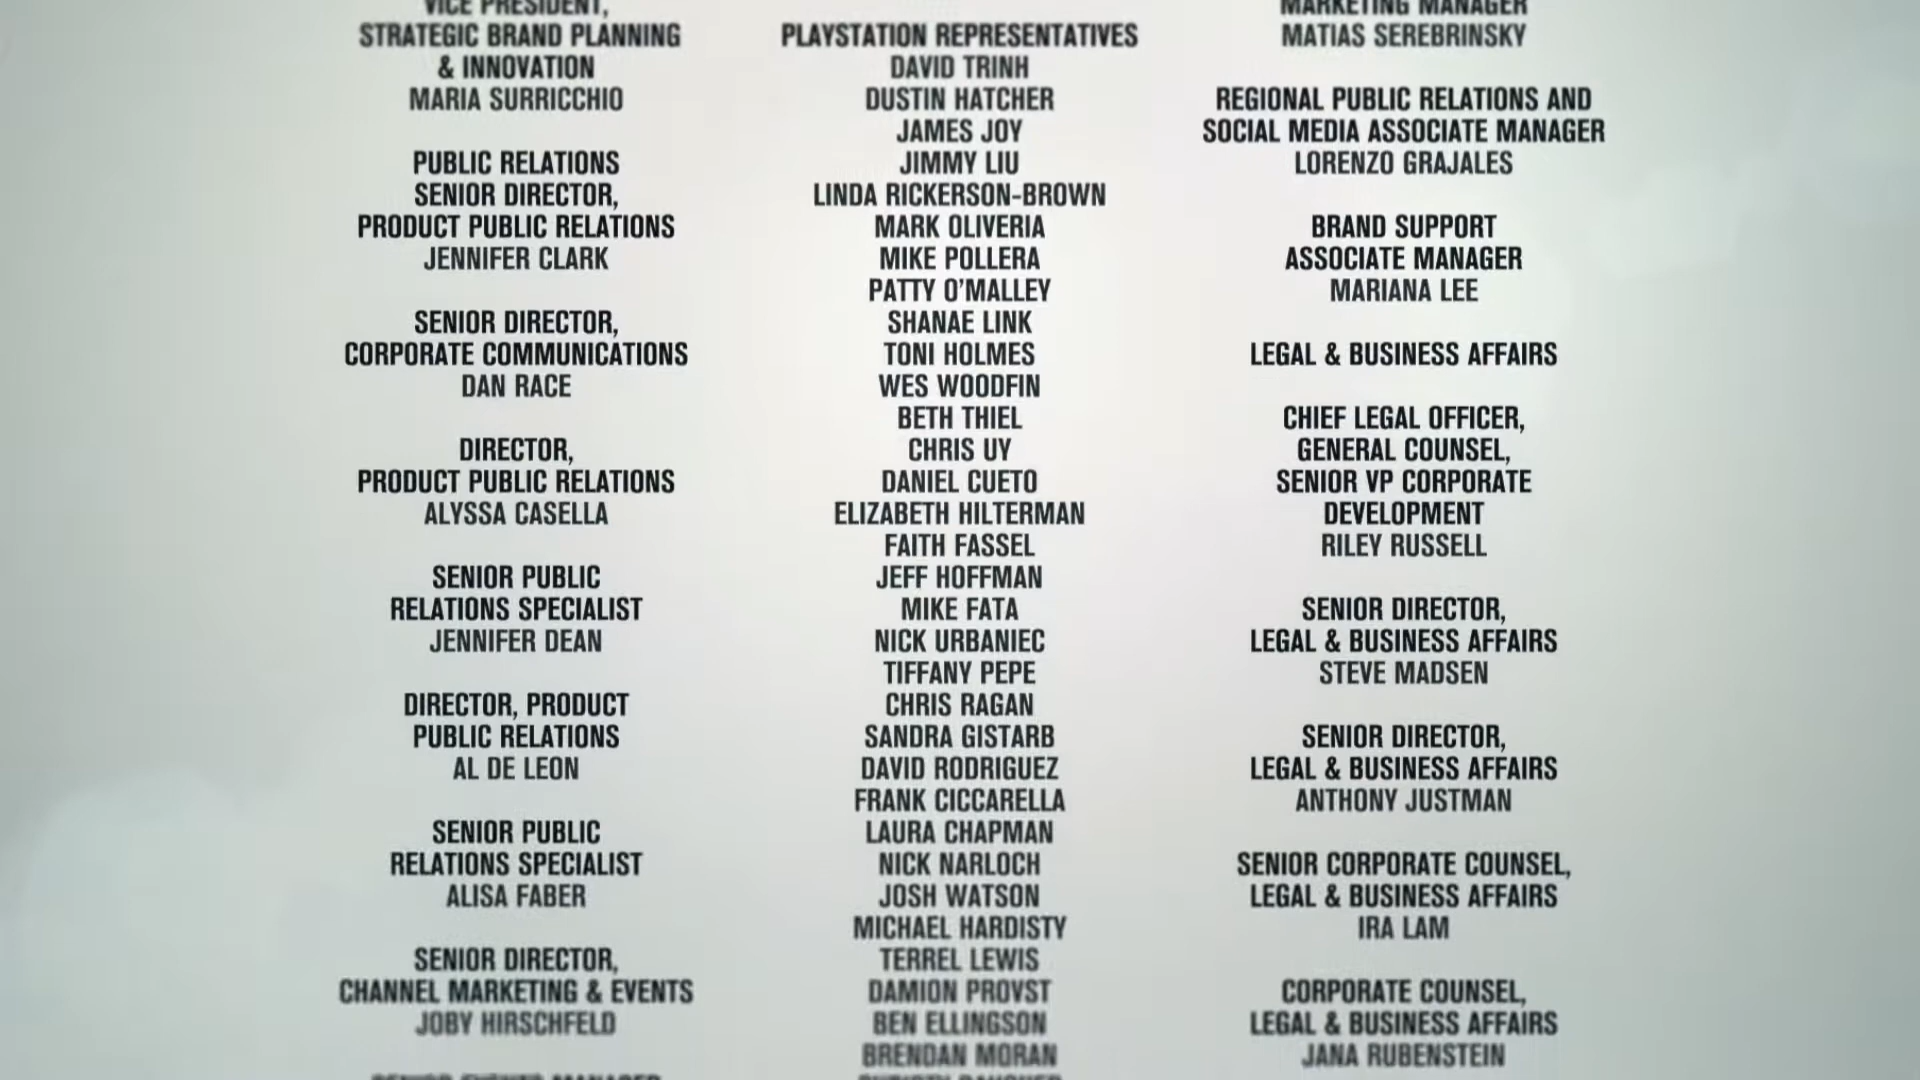 VICE PRESIDENT,
STRATEGIC BRAND PLANNING
& INNOVATION
MARIA SURRICCHIO
PUBLIC RELATIONS
SENIOR DIRECTOR,
PRODUCT PUBLIC RELATIONS
JENNIFER CLARK
SENIOR DIRECTOR,
CORPORATE COMMUNICATIONS
DAN RACE
DIRECTOR,
PRODUCT PUBLIC RELATIONS
ALYSSA CASELLA
SENIOR PUBLIC
RELATIONS SPECIALIST
JENNIFER DEAN
DIRECTOR, PRODUCT
PUBLIC RELATIONS
AL DE LEON
SENIOR PUBLIC
RELATIONS SPECIALIST
ALISA FABER
SENIOR DIRECTOR,
CHANNEL MARKETING & EVENTS
JOBY HIRSCHFELD
PLAYSTATION REPRESENTATIVES
DAVID TRINH
DUSTIN HATCHER
JAMES JOY
JIMMY LIU
LINDA RICKERSON-BROWN
MARK OLIVERIA
MIKE POLLERA
PATTY O'MALLEY
SHANAE LINK
TONI HOLMES
WES WOODFIN
BETH THIEL
CHRIS UY
DANIEL CUETO
ELIZABETH HILTERMAN
FAITH FASSEL
JEFF HOFFMAN
MIKE FATA
NICK URBANIEC
TIFFANY PEPE
CHRIS RAGAN
SANDRA GISTARB
DAVID RODRIGUEZ
FRANK CICCARELLA
LAURA CHAPMAN
NICK NARLOCH
JOSH WATSON
MICHAEL HARDISTY
TERREL LEWIS
DAMION PROVST
BEN ELLINGSON
BRENDAN MORAN
MARKETING MANAGER
MATIAS SEREBRINSKY
REGIONAL PUBLIC RELATIONS AND
SOCIAL MEDIA ASSOCIATE MANAGER
LORENZO GRAJALES
BRAND SUPPORT
ASSOCIATE MANAGER
MARIANA LEE
LEGAL & BUSINESS AFFAIRS
CHIEF LEGAL OFFICER,
GENERAL COUNSEL,
SENIOR VP CORPORATE
DEVELOPMENT
RILEY RUSSELL
SENIOR DIRECTOR,
LEGAL & BUSINESS AFFAIRS
STEVE MADSEN
SENIOR DIRECTOR,
LEGAL & BUSINESS AFFAIRS
ANTHONY JUSTMAN
SENIOR CORPORATE COUNSEL,
LEGAL & BUSINESS AFFAIRS
IRA LAM
CORPORATE COUNSEL,
LEGAL & BUSINESS AFFAIRS
JANA RUBENSTEIN